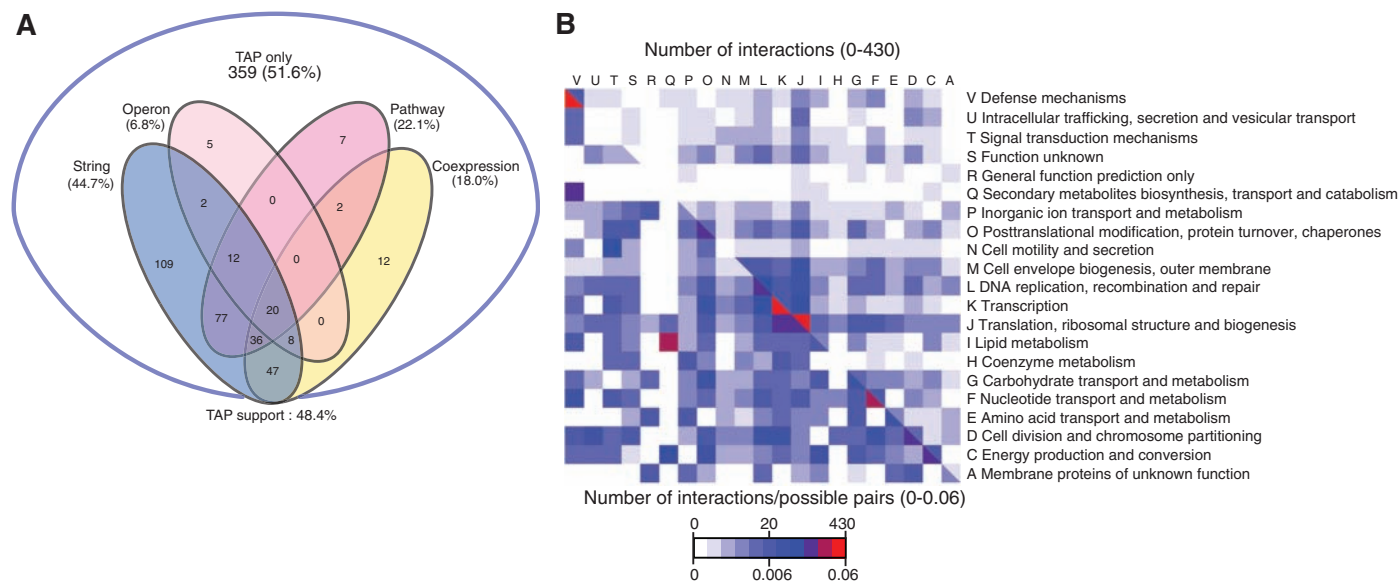 A
TAP only
359 (51.6%)
Operon
(6.8%)
Pathway
(22.1%)
String
(44.7%)
Coexpression
(18.0%)
5
7
2
0
2
109
12
0
12
77
20
0
36
8
47
TAP support : 48.4%
B
Number of interactions (0-430)
V U T S R Q P O N M L K J I H G F E D C A
V Defense mechanisms
U Intracellular trafficking, secretion and vesicular transport
T Signal transduction mechanisms
S Function unknown
R General function prediction only
Q Secondary metabolites biosynthesis, transport and catabolism
P Inorganic ion transport and metabolism
O Posttranslational modification, protein turnover, chaperones
N Cell motility and secretion
M Cell envelope biogenesis, outer membrane
L DNA replication, recombination and repair
K Transcription
J Translation, ribosomal structure and biogenesis
I Lipid metabolism
H Coenzyme metabolism
G Carbohydrate transport and metabolism
F Nucleotide transport and metabolism
E Amino acid transport and metabolism
D Cell division and chromosome partitioning
C Energy production and conversion
A Membrane proteins of unknown function
Number of interactions/possible pairs (0-0.06)
0 20 430
0 0.006 0.06